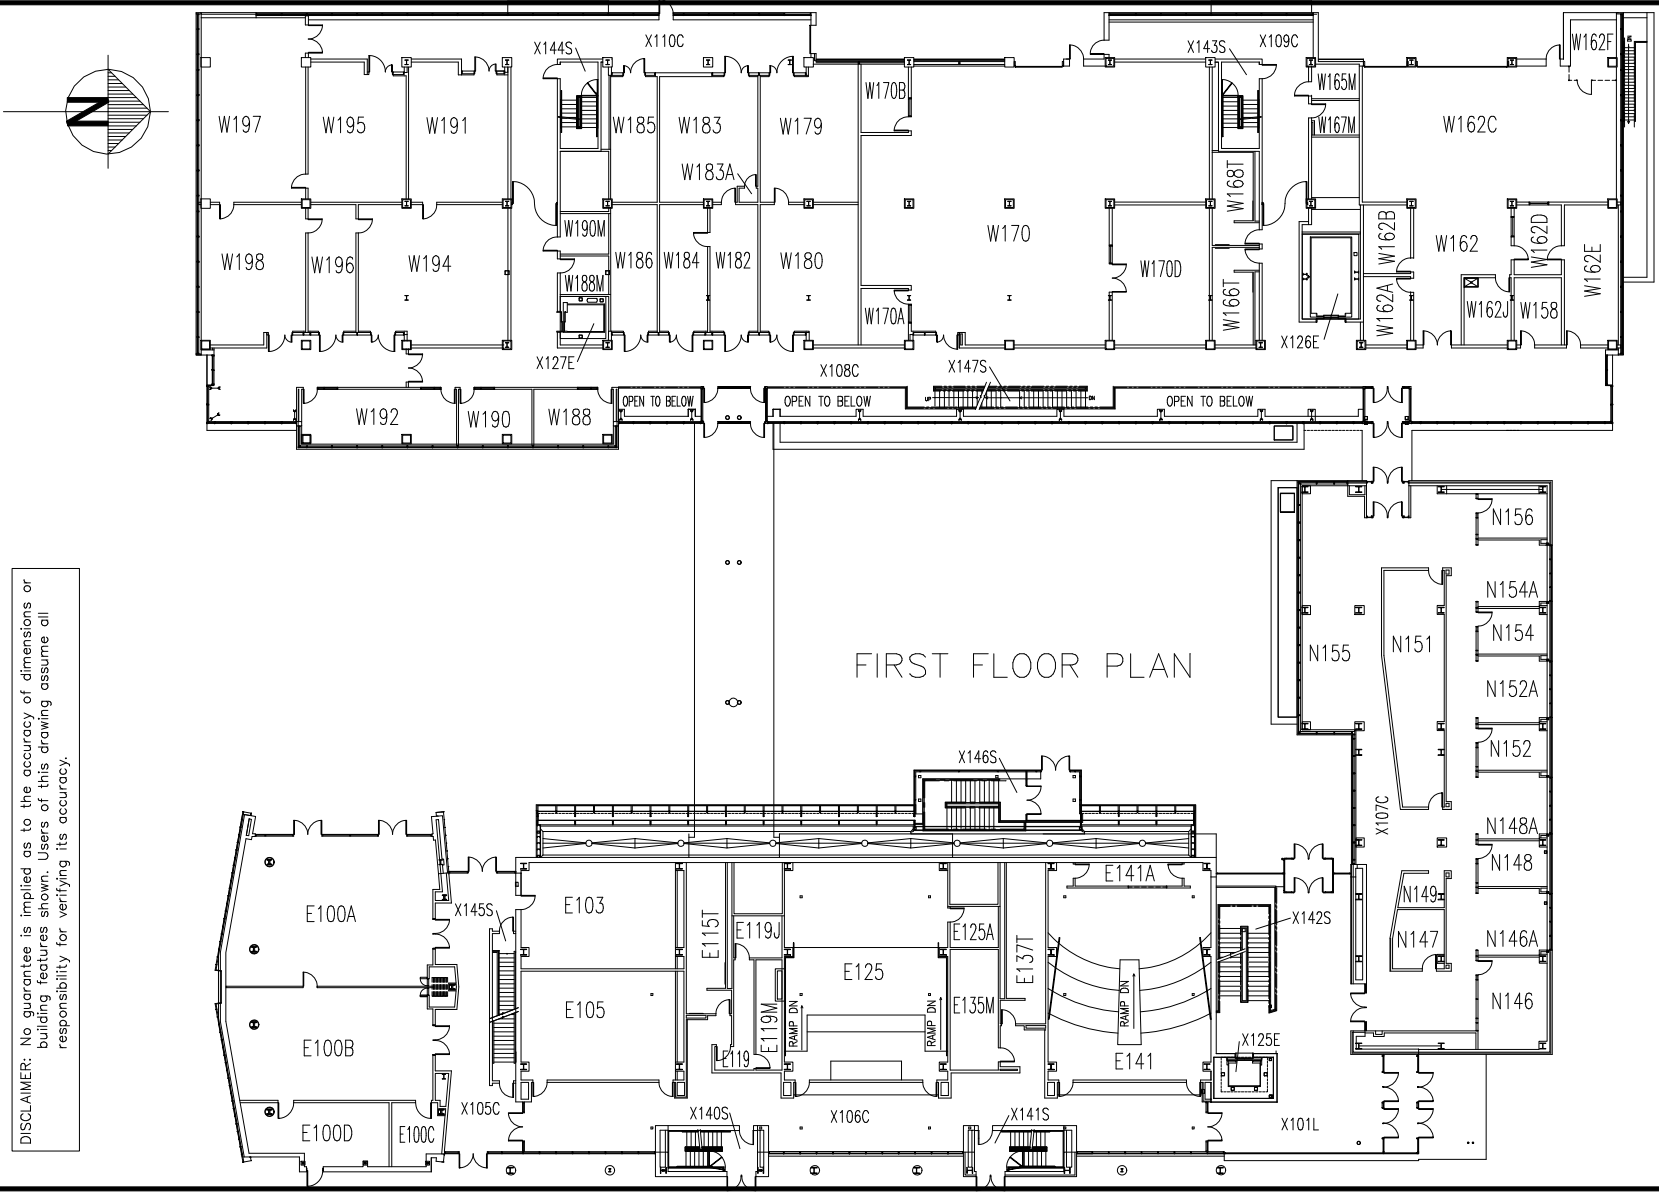 X144S
X110C
X143S
X109C
W162F
W170B
W165M
W197
W195
W191
W185
W183
W179
W167M
W162C
W183A
W168T
W190M
W170
W162B
W162
W162D
W198
W196
W194
W186
W184
W182
W180
W170D
W162E
W188M
W166T
W162A
W162J
W158
W170A
X127E
X108C
X147S
X126E
UP
DN
W192
W190
W188
OPEN TO BELOW
OPEN TO BELOW
OPEN TO BELOW
N156
N154A
N154
N155
N151
N152A
N152
FIRST FLOOR PLAN
X146S
X107C
N148A
N148
N149
N147
N146A
N146
E141A
E100A
X145S
E103
E115T
E119J
E125A
E137T
X142S
E125
E105
E119M
RAMP DN
RAMP DN
E135M
RAMP DN
E100B
E119
E141
X125E
X105C
X140S
X106C
X141S
X101L
E100D
E100C
DISCLAIMER: No guarantee is implied as to the accuracy of dimensions or
building features shown. Users of this drawing assume all
responsibility for verifying its accuracy.
N